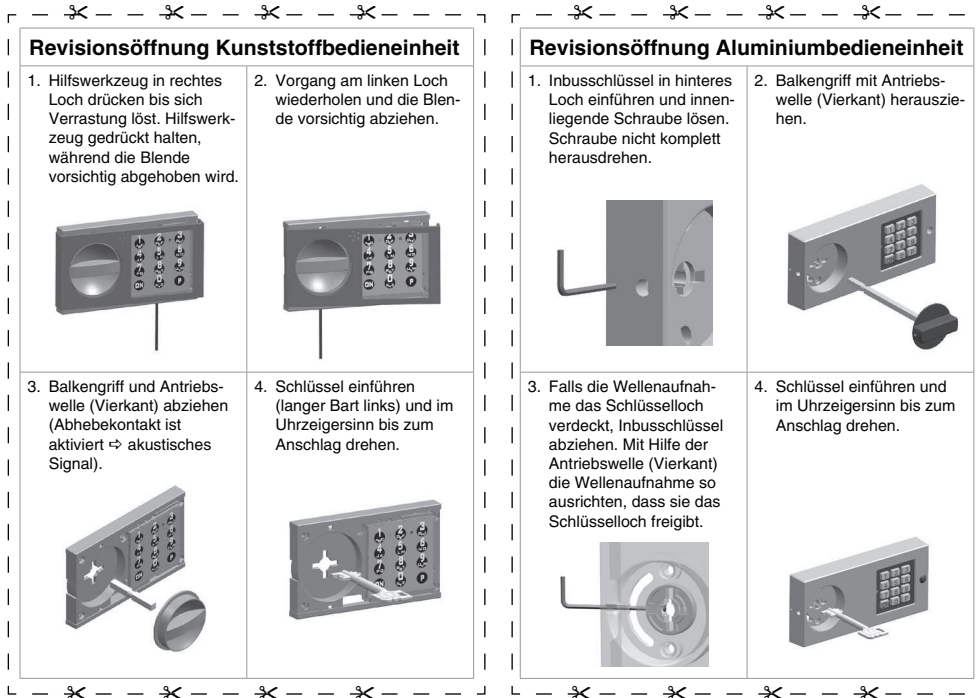 Revisionsöffnung Kunststoffbedieneinheit
1. Hilfswerkzeug in rechtes
Loch drücken bis sich
Verrastung löst. Hilfswerk-
zeug gedrückt halten,
während die Blende
vorsichtig abgehoben wird.
2. Vorgang am linken Loch
wiederholen und die Blen-
de vorsichtig abziehen.
3. Balkengriff und Antriebs-
welle (Vierkant) abziehen
(Abhebekontakt ist
aktiviert ⇨ akustisches
Signal).
4. Schlüssel einführen
(langer Bart links) und im
Uhrzeigersinn bis zum
Anschlag drehen.
Revisionsöffnung Aluminiumbedieneinheit
1. Inbusschlüssel in hinteres
Loch einführen und innen-
liegende Schraube lösen.
Schraube nicht komplett
herausdrehen.
2. Balkengriff mit Antriebs-
welle (Vierkant) herauszie-
hen.
3. Falls die Wellenaufnah-
me das Schlüsselloch
verdeckt, Inbusschlüssel
abziehen. Mit Hilfe der
Antriebswelle (Vierkant)
die Wellenaufnahme so
ausrichten, dass sie das
Schlüsselloch freigibt.
4. Schlüssel einführen und
im Uhrzeigersinn bis zum
Anschlag drehen.